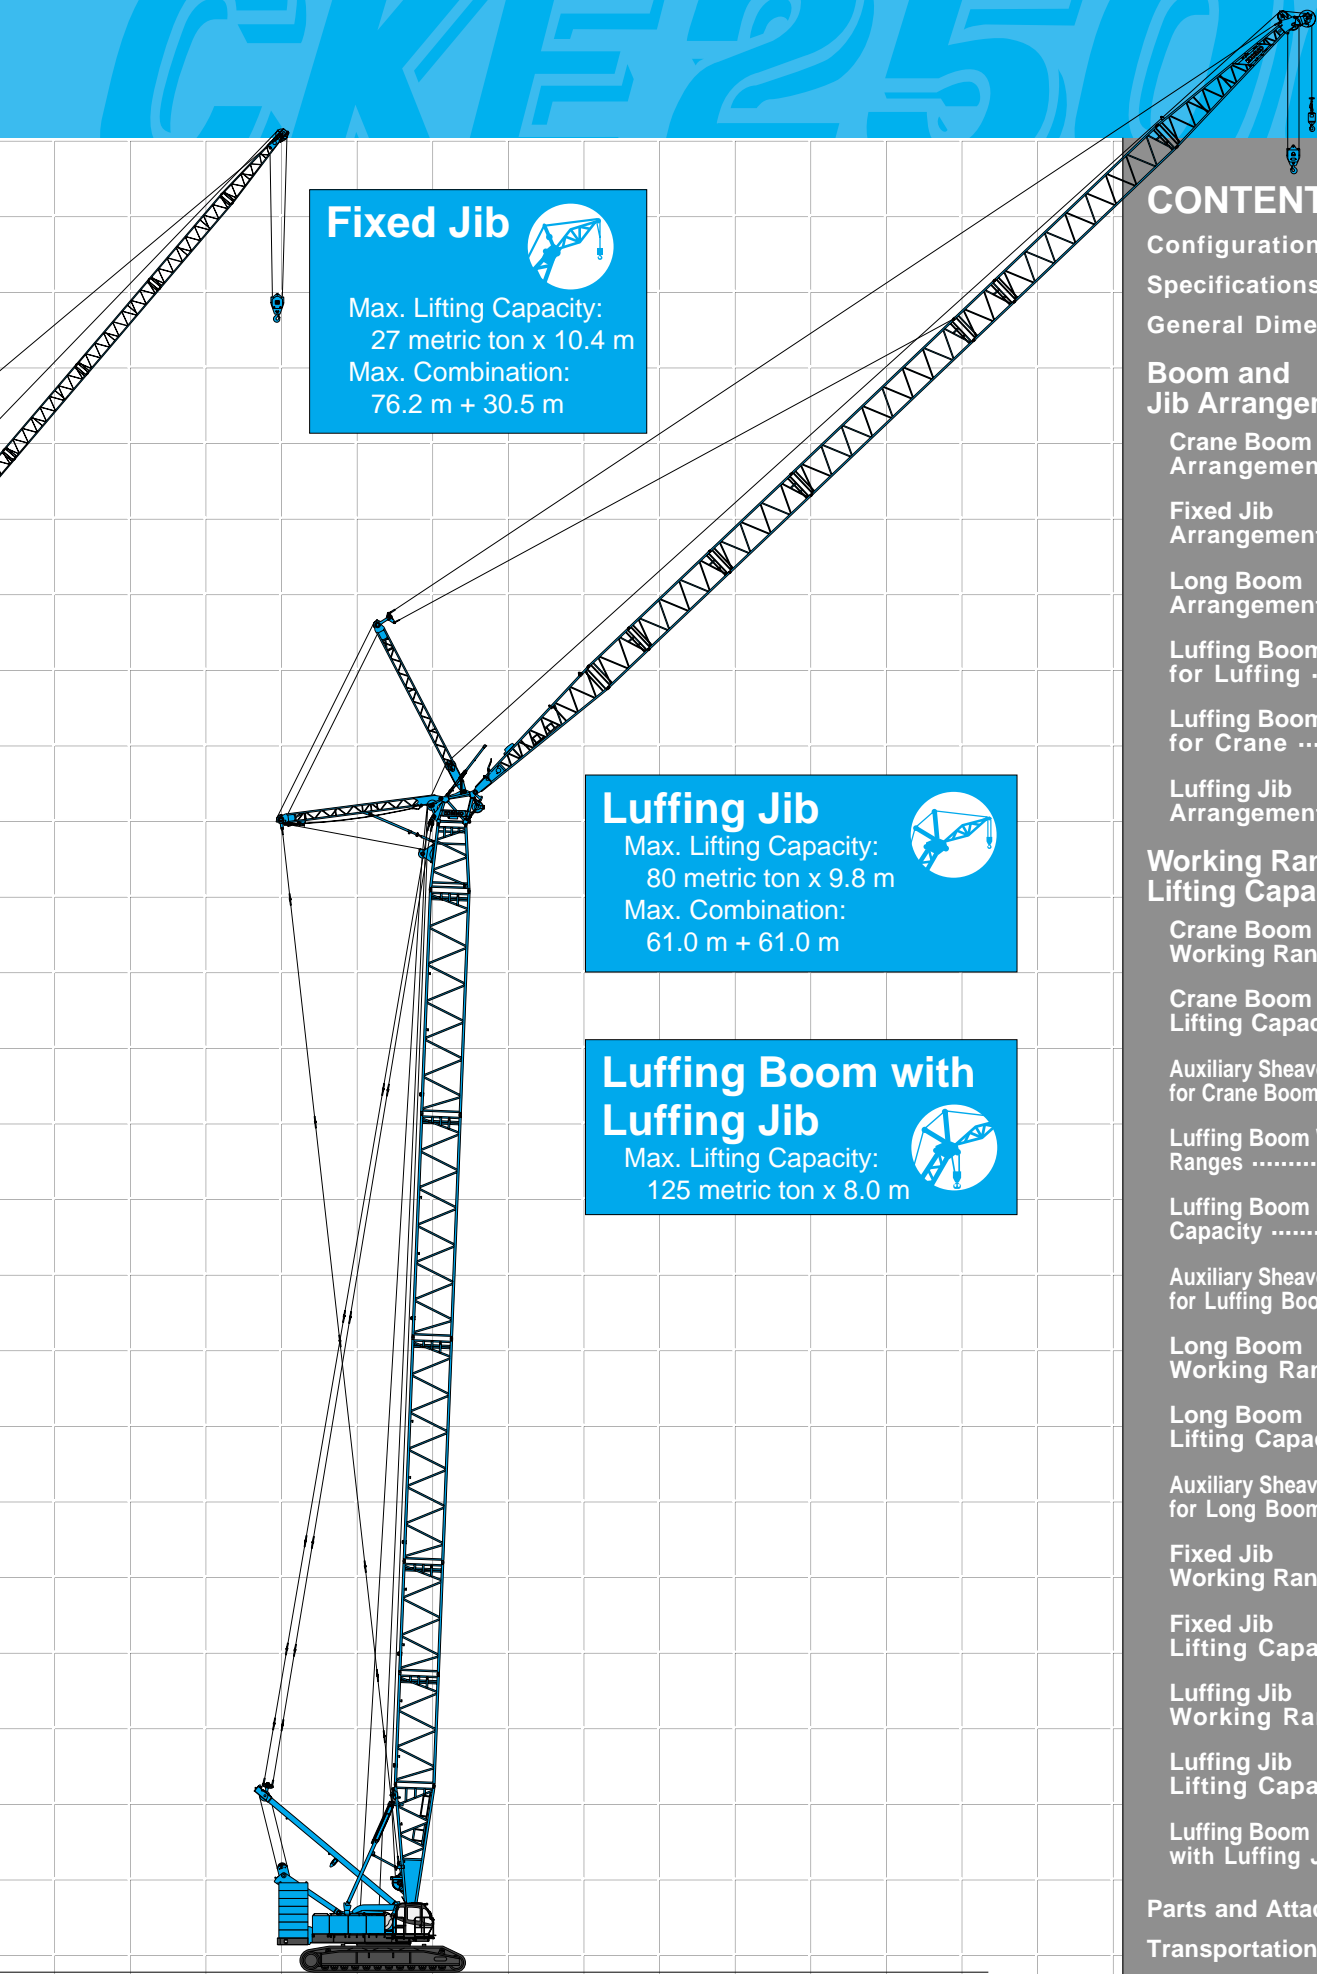 CKE250
Fixed Jib
Max. Lifting Capacity:
27 metric ton x 10.4 m
Max. Combination:
76.2 m + 30.5 m
Luffing Jib
Max. Lifting Capacity:
80 metric ton x 9.8 m
Max. Combination:
61.0 m + 61.0 m
Luffing Boom with
Luffing Jib
Max. Lifting Capacity:
125 metric ton x 8.0 m
CONTENT
Configuration
Specifications
General Dime
Boom and
Jib Arranger
Crane Boom
Arrangemen
Fixed Jib
Arrangement
Long Boom
Arrangement
Luffing Boom
for Luffing
Luffing Boom
for Crane
Luffing Jib
Arrangement
Working Ran
Lifting Capa
Crane Boom
Working Ran
Crane Boom
Lifting Capac
Auxiliary Sheave
for Crane Boom
Luffing Boom
Ranges
Luffing Boom
Capacity
Auxiliary Sheave
for Luffing Boo
Long Boom
Working Ran
Long Boom
Lifting Capac
Auxiliary Sheav
for Long Boom
Fixed Jib
Working Ran
Fixed Jib
Lifting Capa
Luffing Jib
Working Ra
Luffing Jib
Lifting Capa
Luffing Boom
with Luffing J
Parts and Attac
Transportation